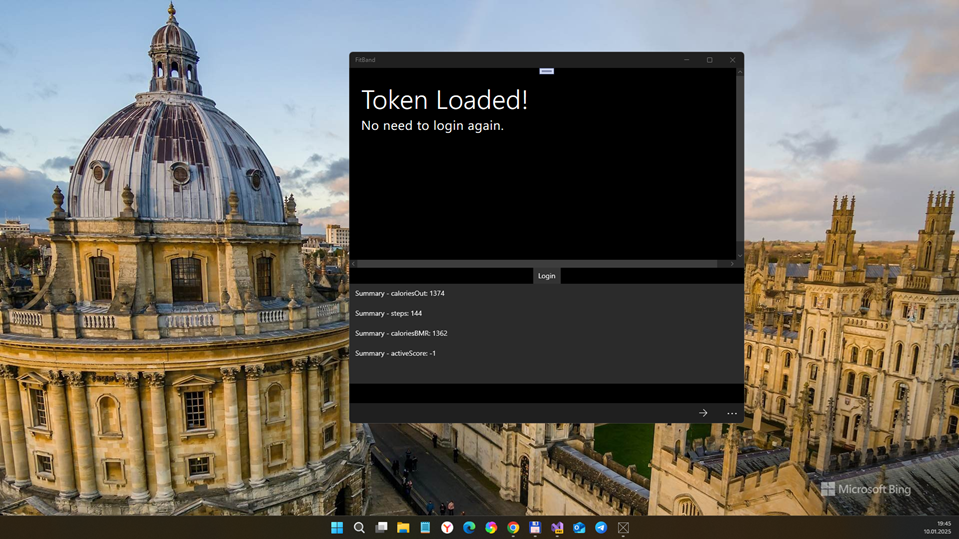 FitBand
Token Loaded!
No need to login again.
Login
Summary - caloriesOut: 1374
Summary - steps: 144
Summary - caloriesBMR: 1362
Summary - activeScore: -1
Microsoft Bing
19:45
10.01.2025